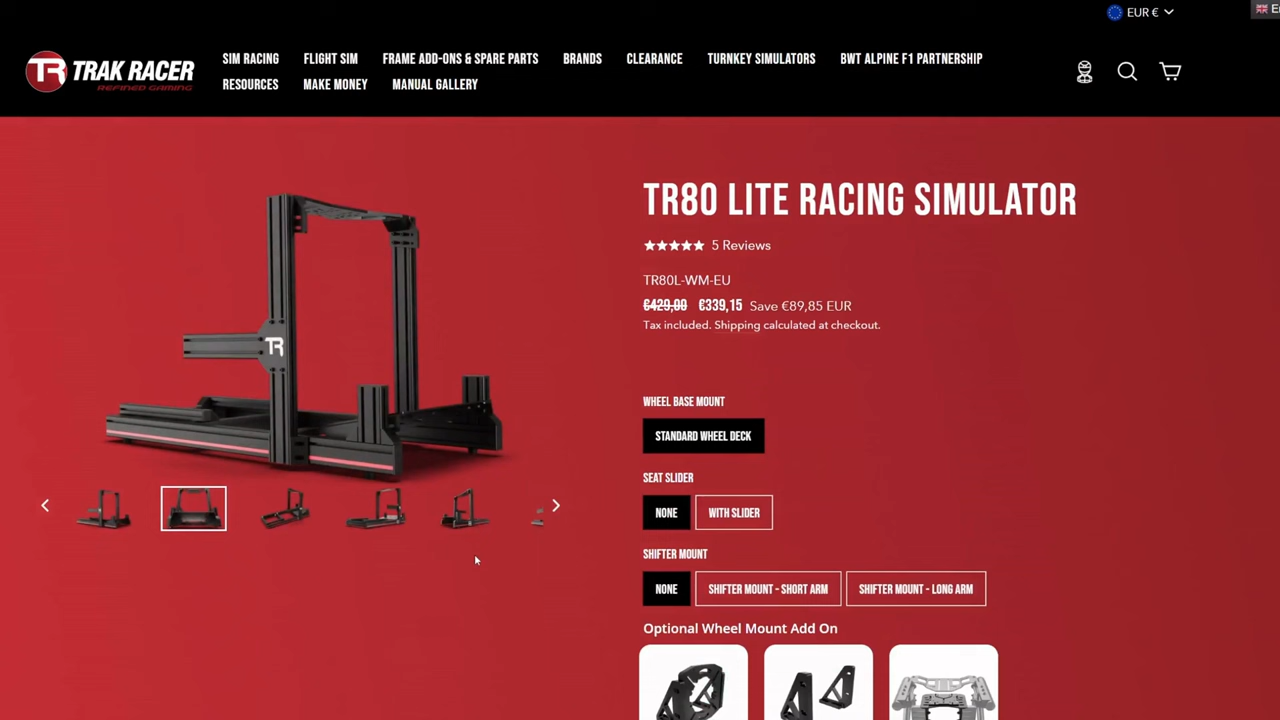 EUR €
TR TRAK RACER
REFINED GAMING
SIM RACING FLIGHT SIM FRAME ADD-ONS & SPARE PARTS BRANDS CLEARANCE TURNKEY SIMULATORS BWT ALPINE F1 PARTNERSHIP
RESOURCES MAKE MONEY MANUAL GALLERY
TR
TR80 LITE RACING SIMULATOR
5 Reviews
TR80L-WM-EU
€429,00 €339,15 Save €89,85 EUR
Tax included. Shipping calculated at checkout.
WHEEL BASE MOUNT
STANDARD WHEEL DECK
SEAT SLIDER
NONE WITH SLIDER
SHIFTER MOUNT
NONE SHIFTER MOUNT - SHORT ARM SHIFTER MOUNT - LONG ARM
Optional Wheel Mount Add On